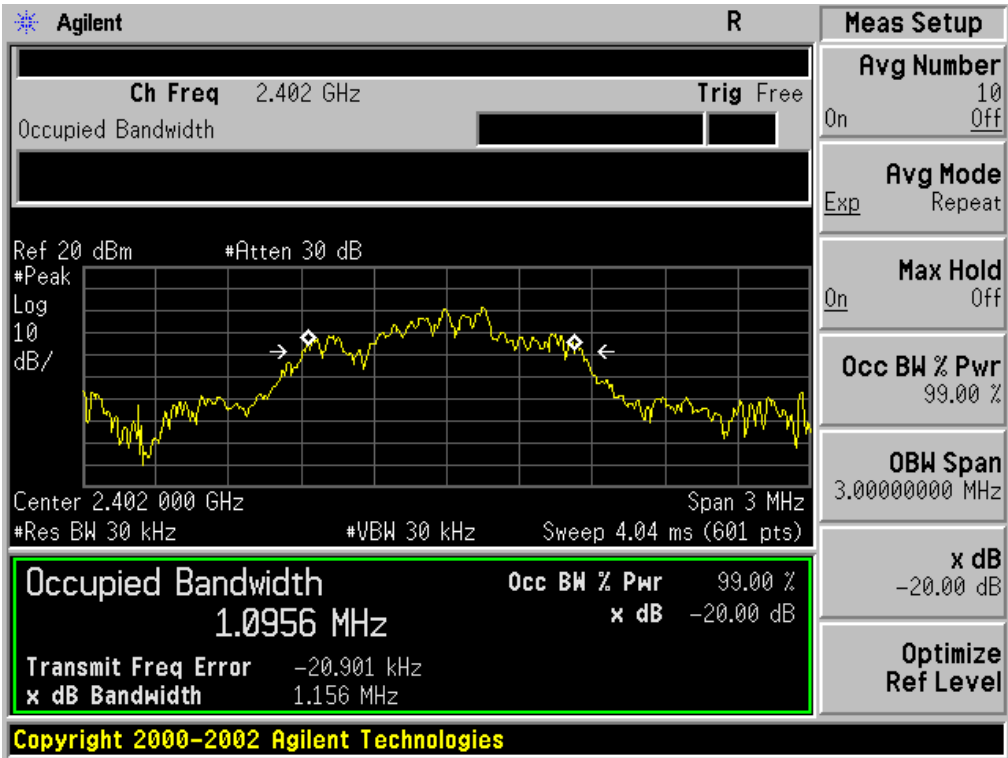 Agilent R Meas Setup
Ch Freq 2.402 GHz Trig Free
Occupied Bandwidth
Ref 20 dBm #Atten 30 dB
#Peak
Log
10
dB/
Center 2.402 000 GHz Span 3 MHz
#Res BW 30 kHz #VBW 30 kHz Sweep 4.04 ms (601 pts)
Occupied Bandwidth Occ BW % Pwr 99.00 %
1.0956 MHz x dB -20.00 dB
Transmit Freq Error -20.901 kHz
x dB Bandwidth 1.156 MHz
Avg Number
10
On Off
Avg Mode
Exp Repeat
Max Hold
On Off
Occ BW % Pwr
99.00 %
OBW Span
3.00000000 MHz
x dB
-20.00 dB
Optimize
Ref Level
Copyright 2000-2002 Agilent Technologies